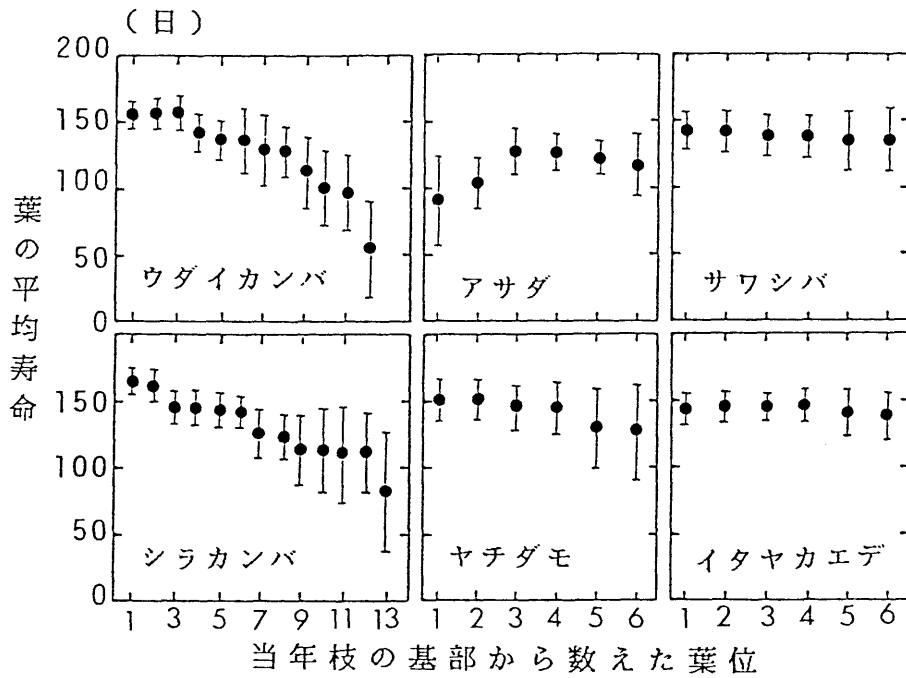 (日)
200
150
100
50
0
ウダイカンバ
アサダ
サワシバ
葉の平均寿命
150
100
50
0
シラカンバ
ヤチダモ
イタヤカエデ
1 3 5 7 9 11 13
1 2 3 4 5 6
1 2 3 4 5 6
当年枝の基部から数えた葉位